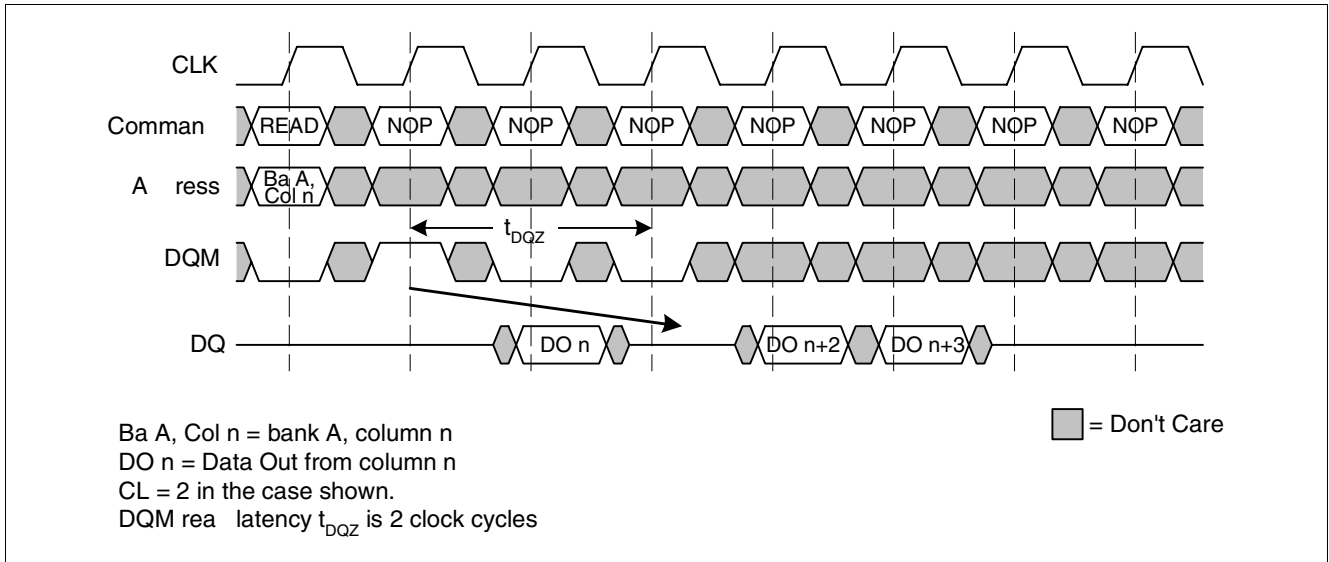 CLK
Comman READ NOP NOP NOP NOP NOP NOP NOP
A ress Ba A,
Col n
tDQZ
DQM
DQ DO n DO n+2 DO n+3
= Don't Care
Ba A, Col n = bank A, column n
DO n = Data Out from column n
CL = 2 in the case shown.
DQM rea latency tDQZ is 2 clock cycles